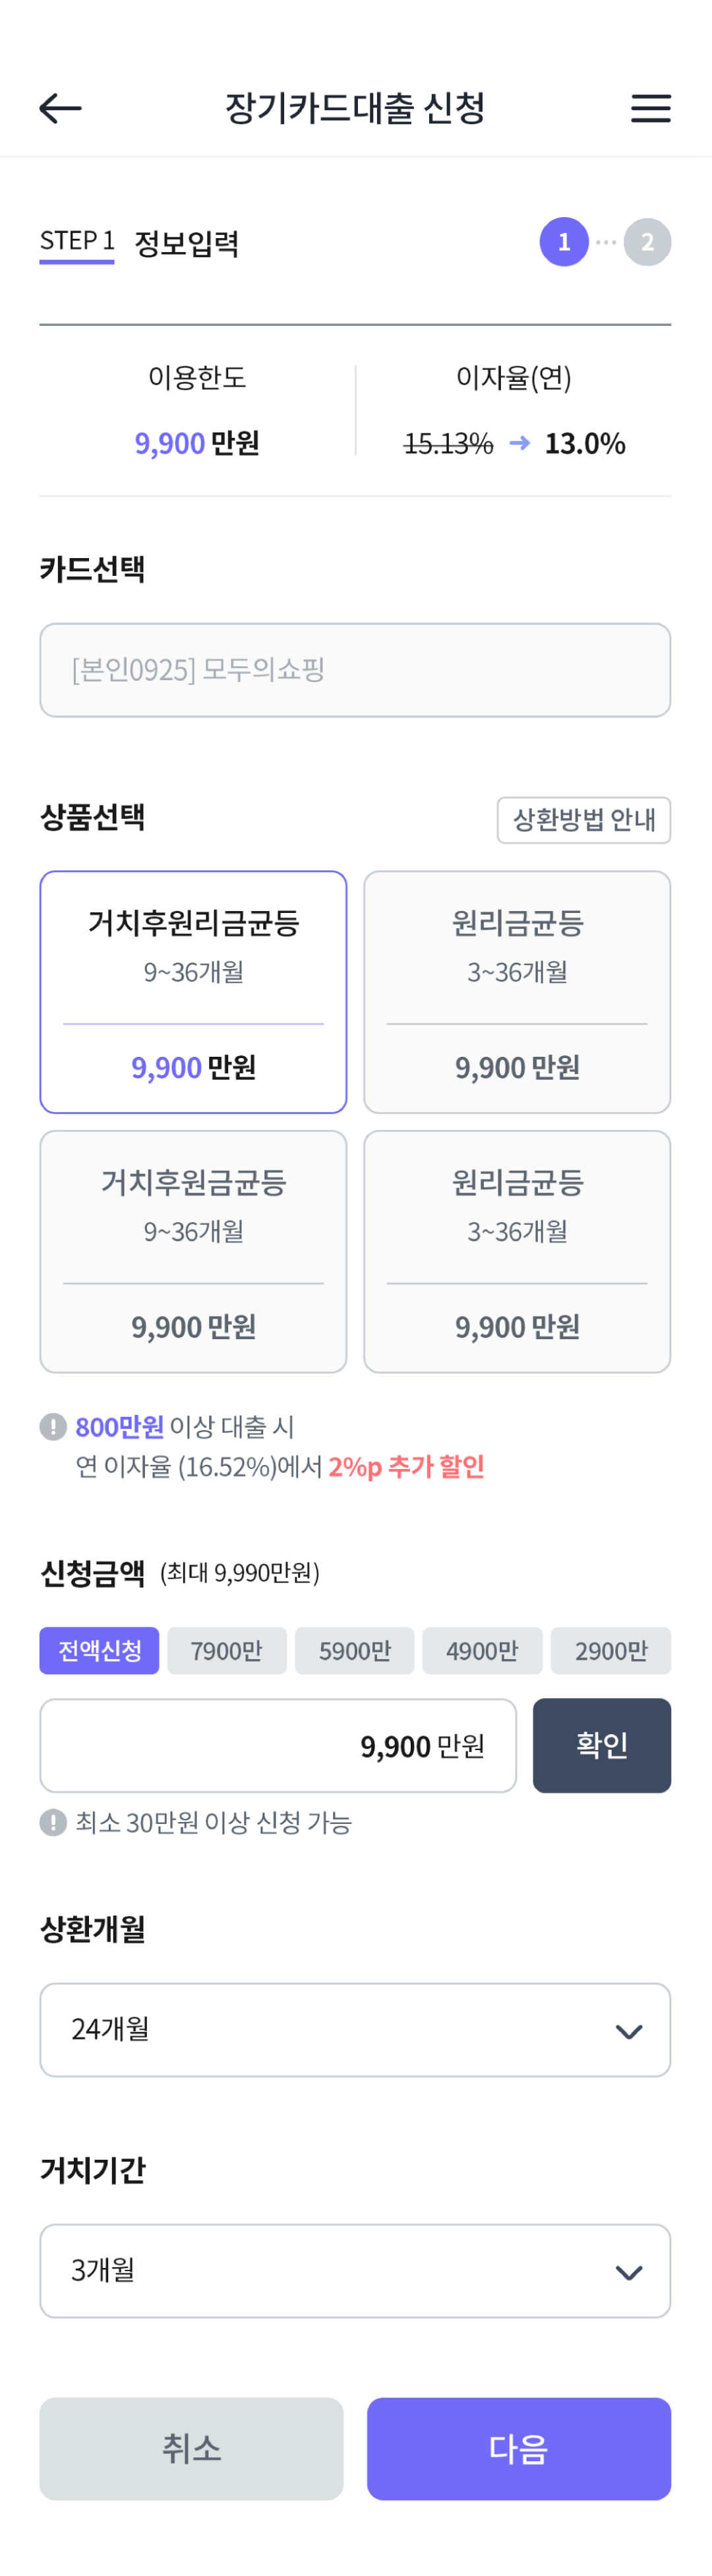 장기카드대출 신청
STEP 1 정보입력
1 ··· 2
이용한도
이자율(연)
9,900 만원
15.13% ➜ 13.0%
카드선택
[본인0925] 모두의쇼핑
상품선택
상환방법 안내
거치후원리금균등
9~36개월
9,900 만원
원리금균등
3~36개월
9,900 만원
거치후원금균등
9~36개월
9,900 만원
원리금균등
3~36개월
9,900 만원
800만원 이상 대출 시
연 이자율 (16.52%)에서 2%p 추가 할인
신청금액 (최대 9,990만원)
전액신청 7900만 5900만 4900만 2900만
9,900 만원
확인
최소 30만원 이상 신청 가능
상환개월
24개월
거치기간
3개월
취소
다음